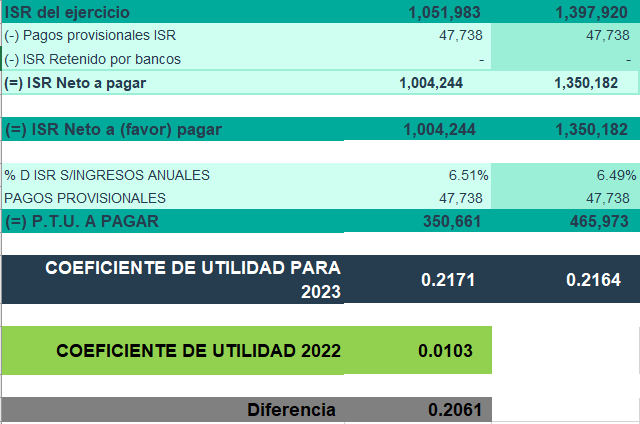 ISR del ejercicio 1,051,983 1,397,920
(-) Pagos provisionales ISR 47,738 47,738
(-) ISR Retenido por bancos - -
(=) ISR Neto a pagar 1,004,244 1,350,182
(=) ISR Neto a (favor) pagar 1,004,244 1,350,182
% D ISR S/INGRESOS ANUALES 6.51% 6.49%
PAGOS PROVISIONALES 47,738 47,738
(=) P.T.U. A PAGAR 350,661 465,973
COEFICIENTE DE UTILIDAD PARA
2023 0.2171 0.2164
COEFICIENTE DE UTILIDAD 2022 0.0103
Diferencia 0.2061